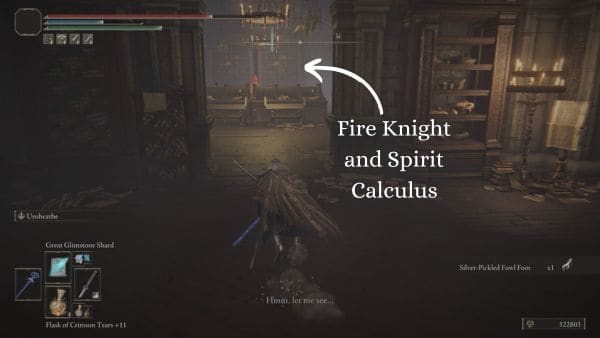 Fire Knight
and Spirit
Calculus
Unsheathe
Great Glintstone Shard
Silver-Pickled Fowl Foot x1
Hmm, let me see...
Flask of Crimson Tears +11
522803